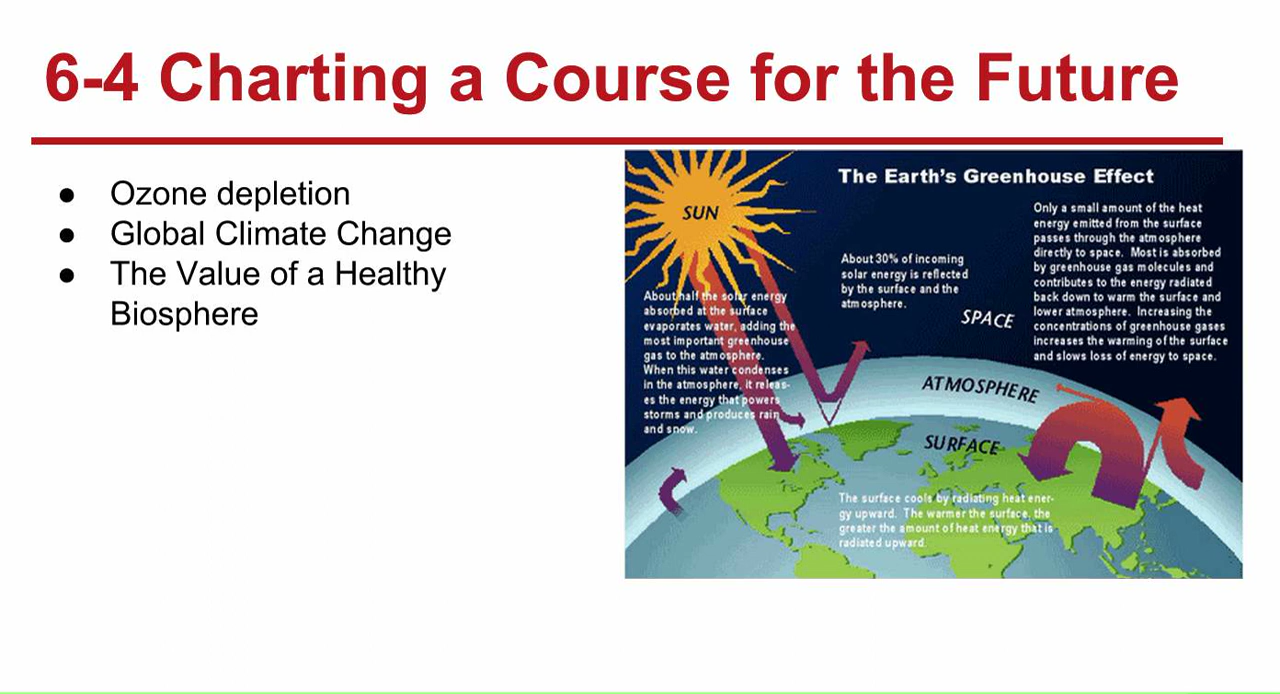 6-4 Charting a Course for the Future
● Ozone depletion
● Global Climate Change
● The Value of a Healthy
Biosphere
The Earth's Greenhouse Effect
SUN
Only a small amount of the heat
energy emitted from the surface
passes through the atmosphere
directly to space. Most is absorbed
by greenhouse gas molecules and
contributes to the energy radiated
back down to warm the surface and
lower atmosphere. Increasing the
concentrations of greenhouse gases
increases the warming of the surface
and slows loss of energy to space.
About 30% of incoming
solar energy is reflected
by the surface and the
atmosphere.
SPACE
About half the solar energy
absorbed at the surface
evaporates water, adding the
most important greenhouse
gas to the atmosphere.
When this water condenses
in the atmosphere, it releas-
es the energy that powers
storms and produces rain
and snow.
ATMOSPHERE
SURFACE
The surface cools by radiating heat ener-
gy upward. The warmer the surface, the
greater the amount of heat energy that is
radiated upward.